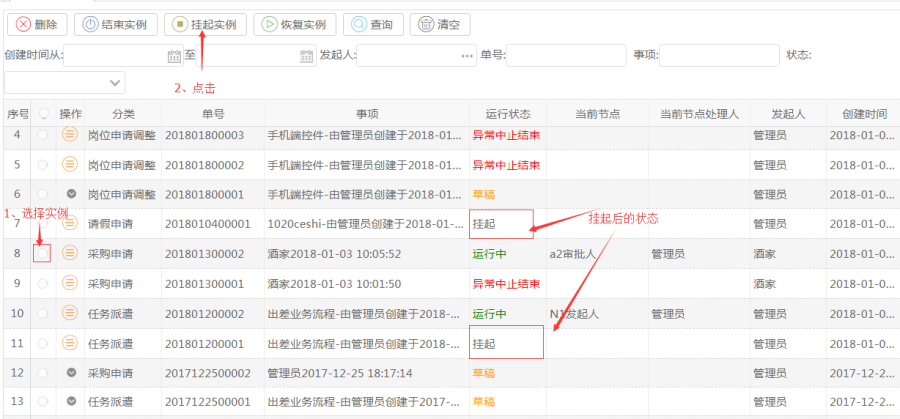 删除 结束实例 挂起实例 恢复实例 查询 清空
创建时间从: 至 发起人: ••• 单号: 事项: 状态:
2、点击
序号 操作 分类 单号 事项 运行状态 当前节点 当前节点处理人 发起人 创建时间
4 岗位申请调整 201801800003 手机端控件-由管理员创建于2018-01... 异常中止结束 管理员 2018-01-0...
5 岗位申请调整 201801800002 手机端控件-由管理员创建于2018-01... 异常中止结束 管理员 2018-01-0...
6 岗位申请调整 201801800001 手机端控件-由管理员创建于2018-01... 草稿 管理员 2018-01-0...
1、选择实例
挂起后的状态
7 请假申请 2018010400001 1020ceshi-由管理员创建于2018-01-... 挂起 管理员 2018-01-0...
8 采购申请 201801300002 酒家2018-01-03 10:05:52 运行中 a2审批人 管理员 酒家 2018-01-0...
9 采购申请 201801300001 酒家2018-01-03 10:01:50 异常中止结束 酒家 2018-01-0...
10 任务派遣 201801200002 出差业务流程-由管理员创建于2018-... 运行中 N1发起人 管理员 管理员 2018-01-0...
11 任务派遣 201801200001 出差业务流程-由管理员创建于2018-... 挂起 管理员 2018-01-0...
12 采购申请 2017122500002 管理员2017-12-25 18:17:14 草稿 管理员 2017-12-2...
13 任务派遣 2017122500001 出差业务流程-由管理员创建于2017-... 草稿 管理员 2017-12-2...